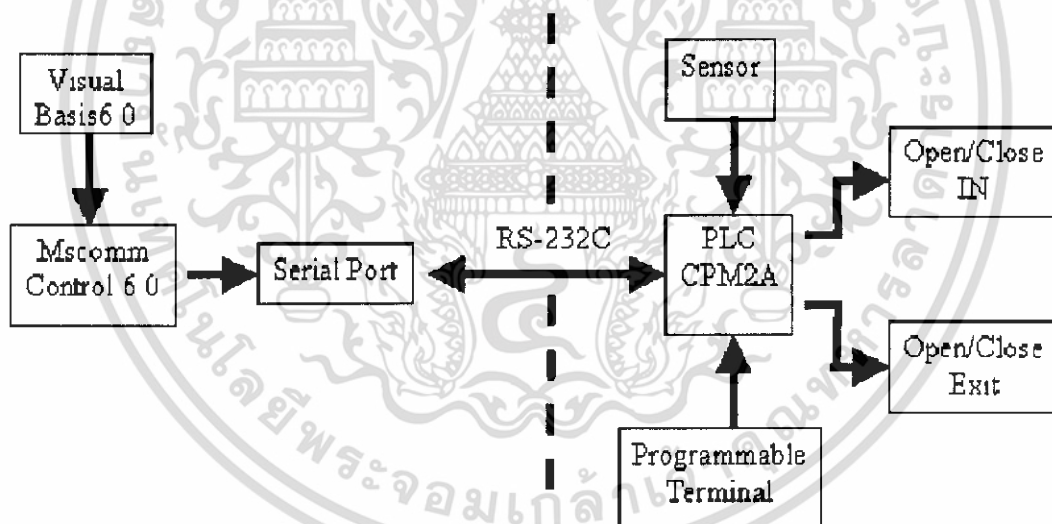 Visual
Basis6 0
Mscomm
Control 6 0
Serial Port
RS-232C
Sensor
PLC
CPM2A
Programmable
Terminal
Open/Close
IN
Open/Close
Exit